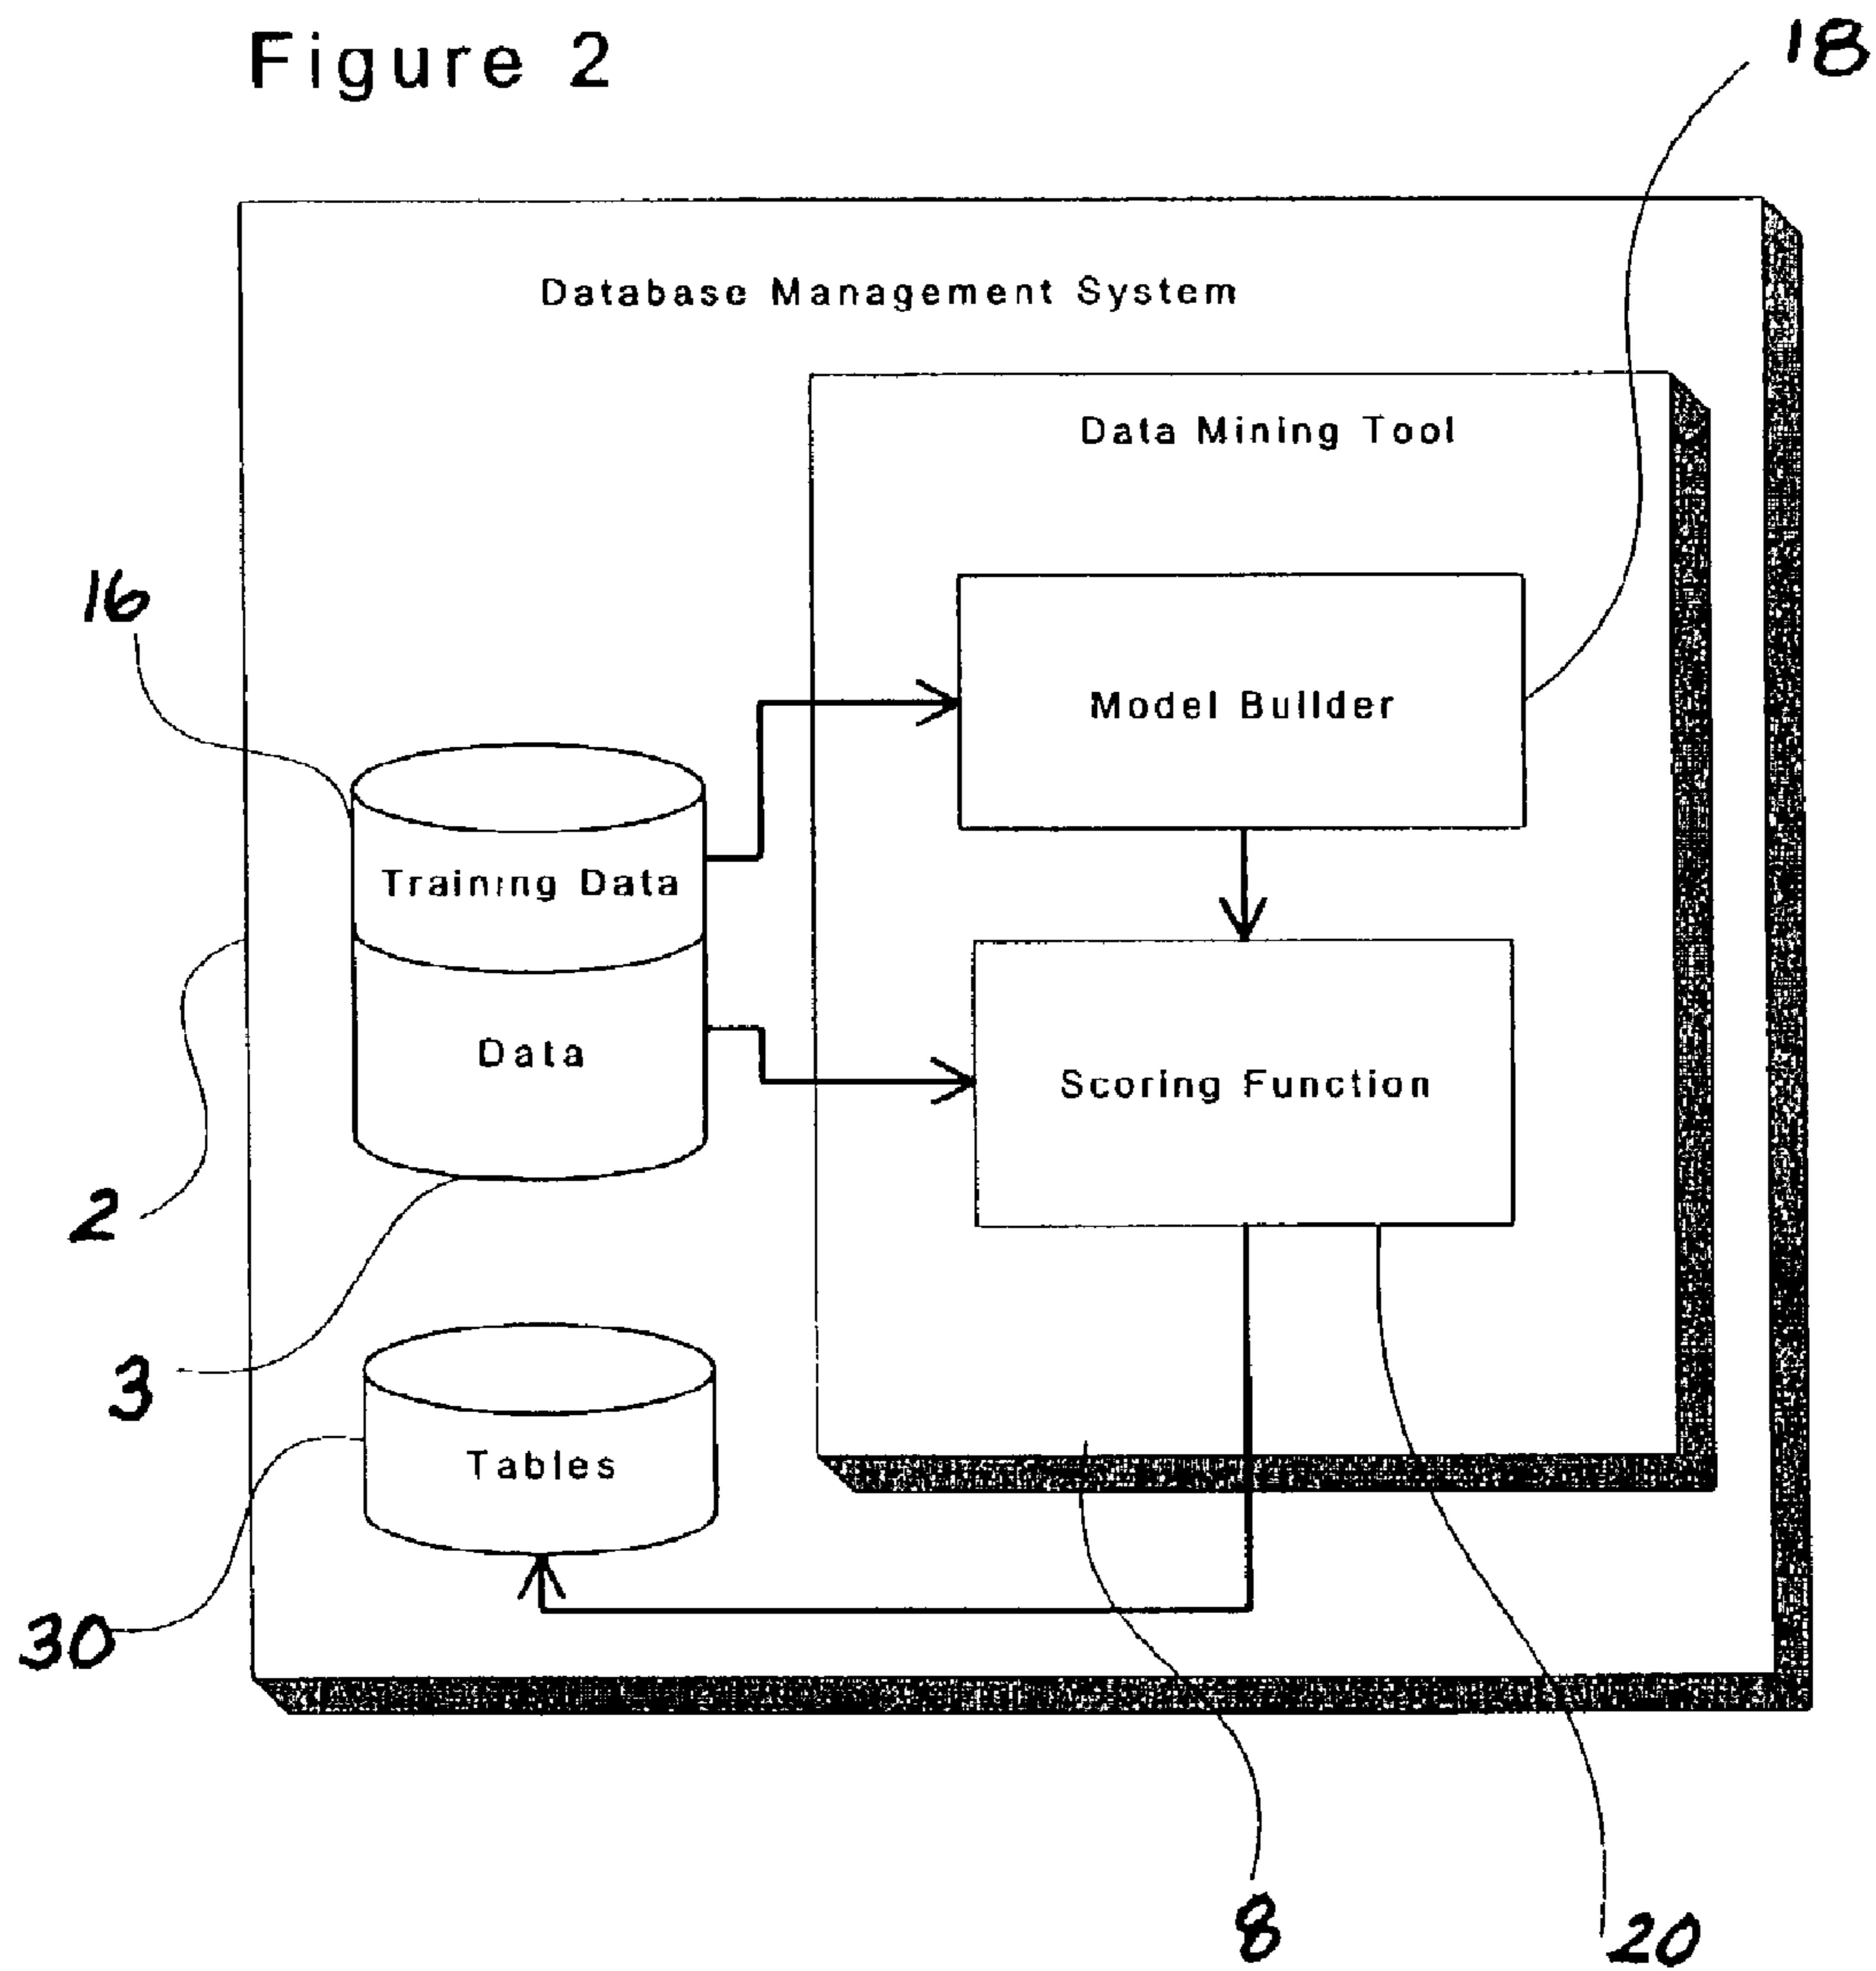 Figure 2
18
Database Management System
Data Mining Tool
16
Model Builder
Training Data
Data
Scoring Function
2
3
Tables
30
8
20